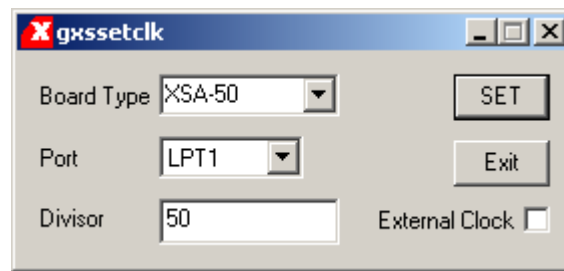 X gxssetclk
Board Type XSA-50 SET
Port LPT1 Exit
Divisor 50 External Clock